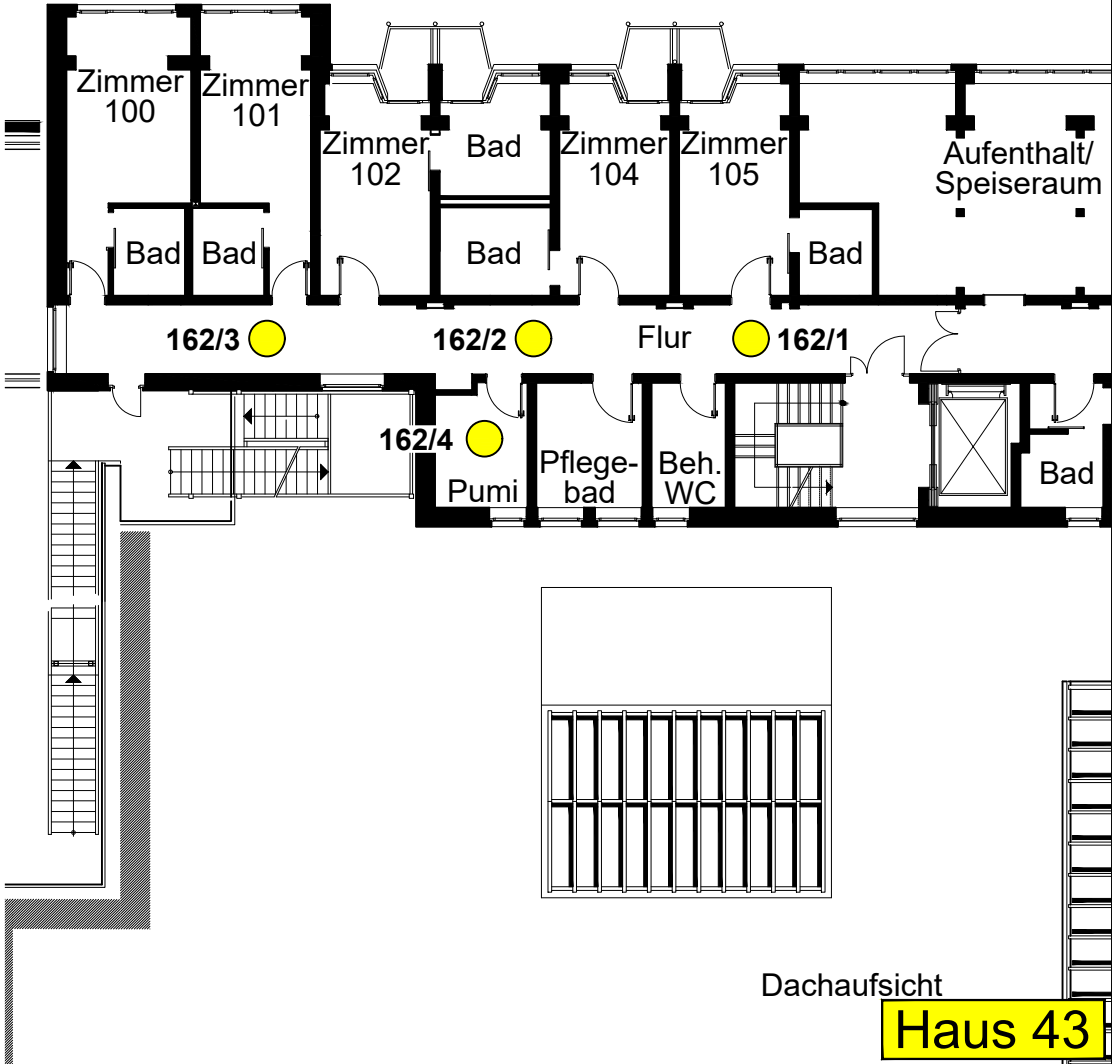 Zimmer
100
Zimmer
101
Zimmer
102
Bad
Zimmer
104
Zimmer
105
Aufenthalt/
Speiseraum
Bad
Bad
Bad
Bad
162/3
162/2
Flur
162/1
162/4
Pumi
Pflege-
bad
Beh.
WC
Bad
Dachaufsicht
Haus 43